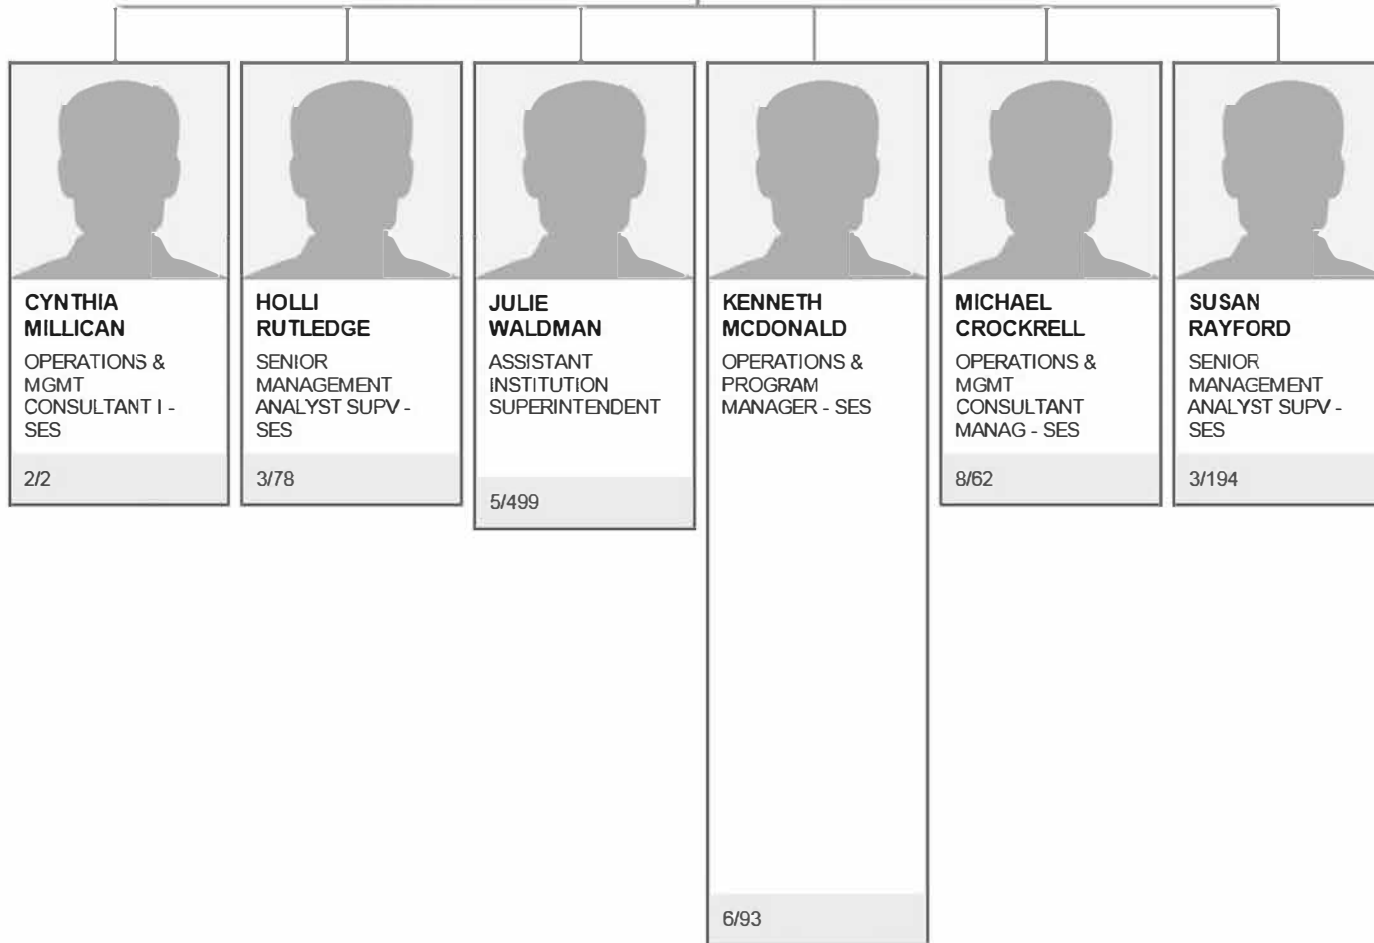 CYNTHIA
MILLICAN
OPERATIONS &
MGMT
CONSULTANT I -
SES
2/2
HOLLI
RUTLEDGE
SENIOR
MANAGEMENT
ANALYST SUPV -
SES
3/78
JULIE
WALDMAN
ASSISTANT
INSTITUTION
SUPERINTENDENT
5/499
KENNETH
MCDONALD
OPERATIONS &
PROGRAM
MANAGER - SES
6/93
MICHAEL
CROCKRELL
OPERATIONS &
MGMT
CONSULTANT
MANAG - SES
8/62
SUSAN
RAYFORD
SENIOR
MANAGEMENT
ANALYST SUPV -
SES
3/194